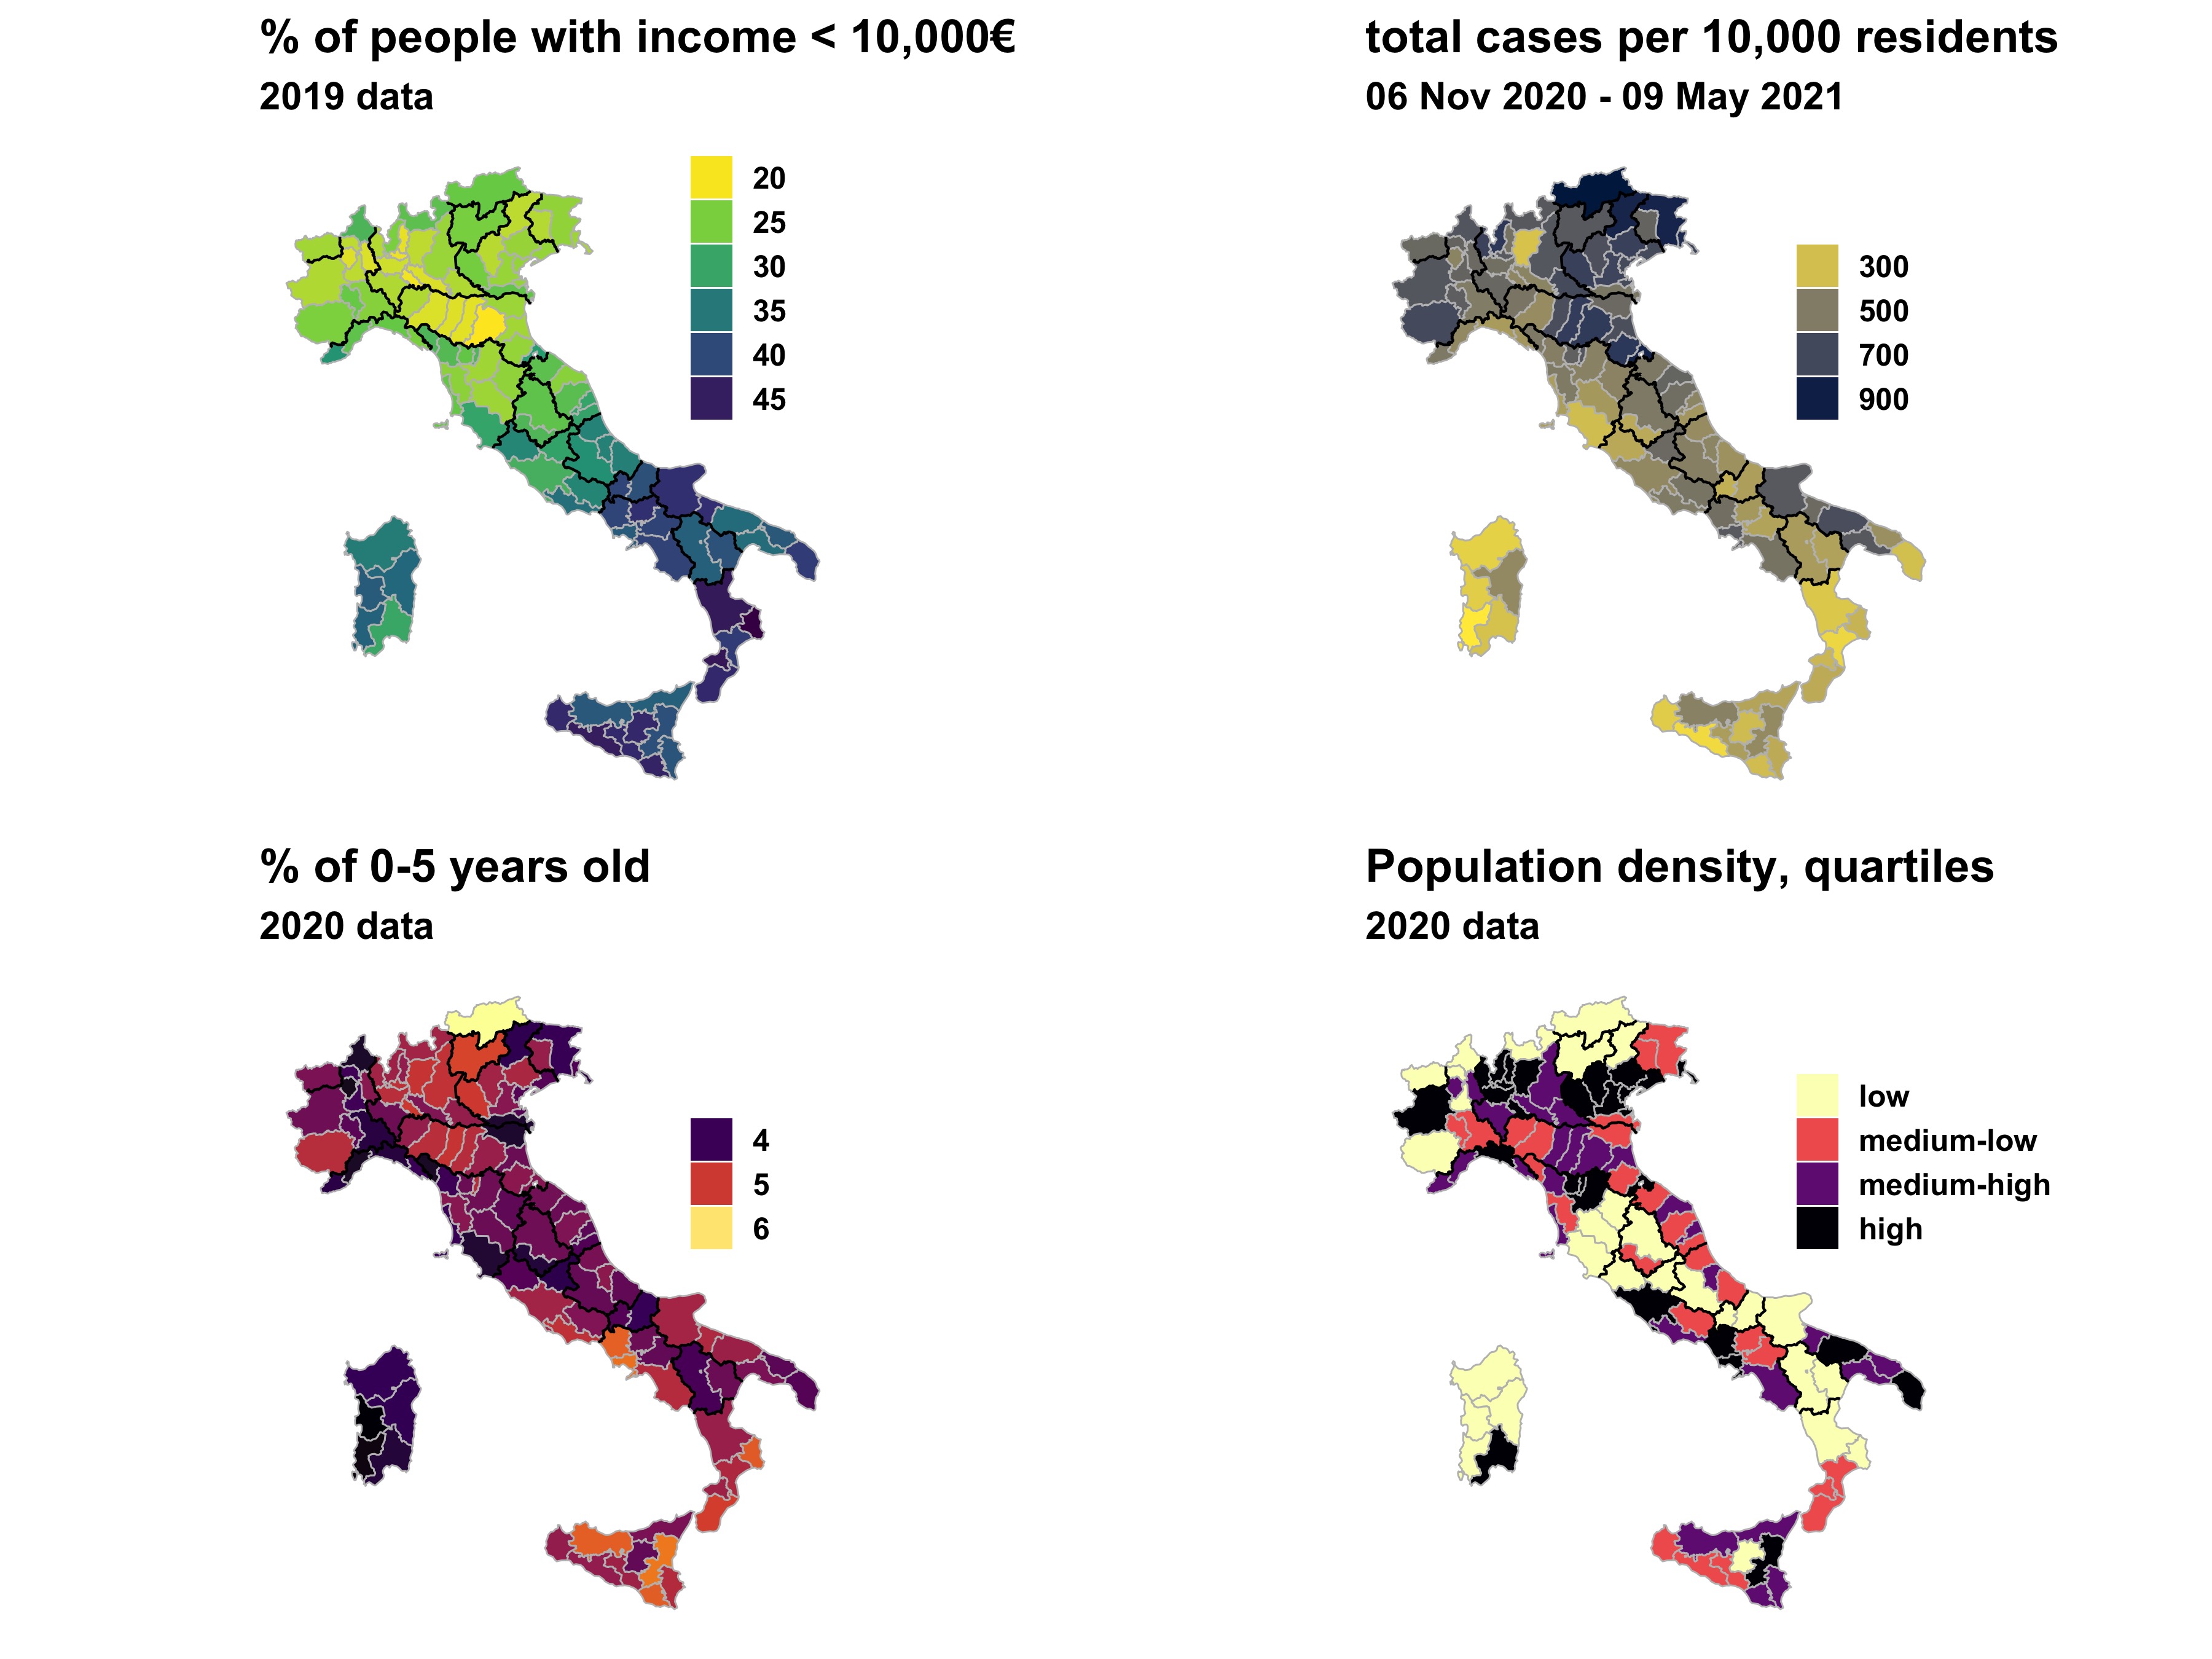 % of people with income < 10,000€
2019 data
20
25
30
35
40
45
total cases per 10,000 residents
06 Nov 2020 - 09 May 2021
300
500
700
900
% of 0-5 years old
2020 data
4
5
6
Population density, quartiles
2020 data
low
medium-low
medium-high
high